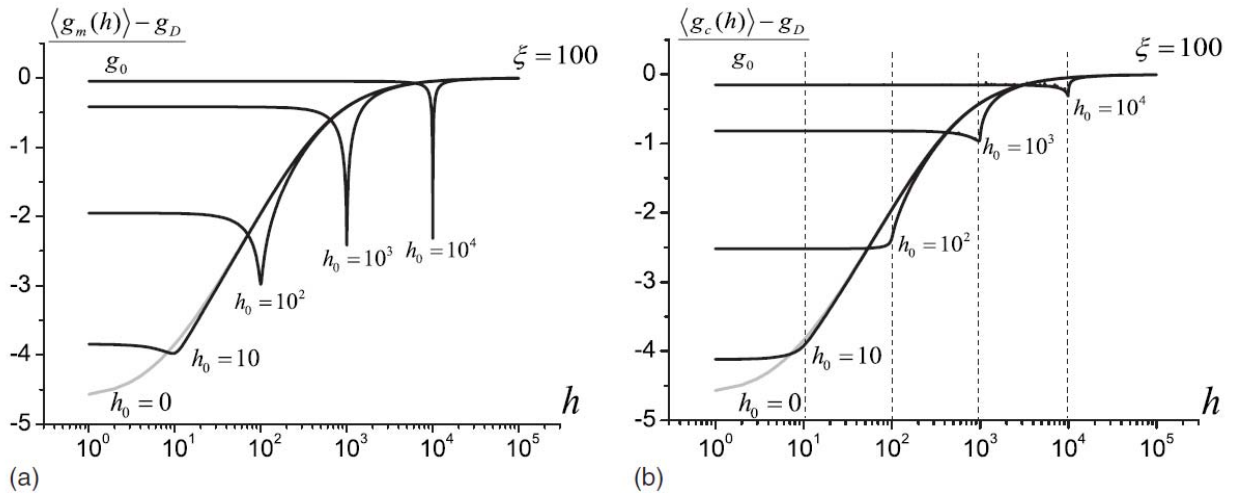 ⟨g_m(h)⟩ − g_D
g_0
ξ = 100
0
-1
-2
-3
-4
-5
h_0 = 10^3
h_0 = 10^4
h_0 = 10^2
h_0 = 10
h_0 = 0
h
10^0 10^1 10^2 10^3 10^4 10^5
(a)
⟨g_c(h)⟩ − g_D
g_0
ξ = 100
0
-1
-2
-3
-4
-5
h_0 = 10^4
h_0 = 10^3
h_0 = 10^2
h_0 = 10
h_0 = 0
h
10^0 10^1 10^2 10^3 10^4 10^5
(b)